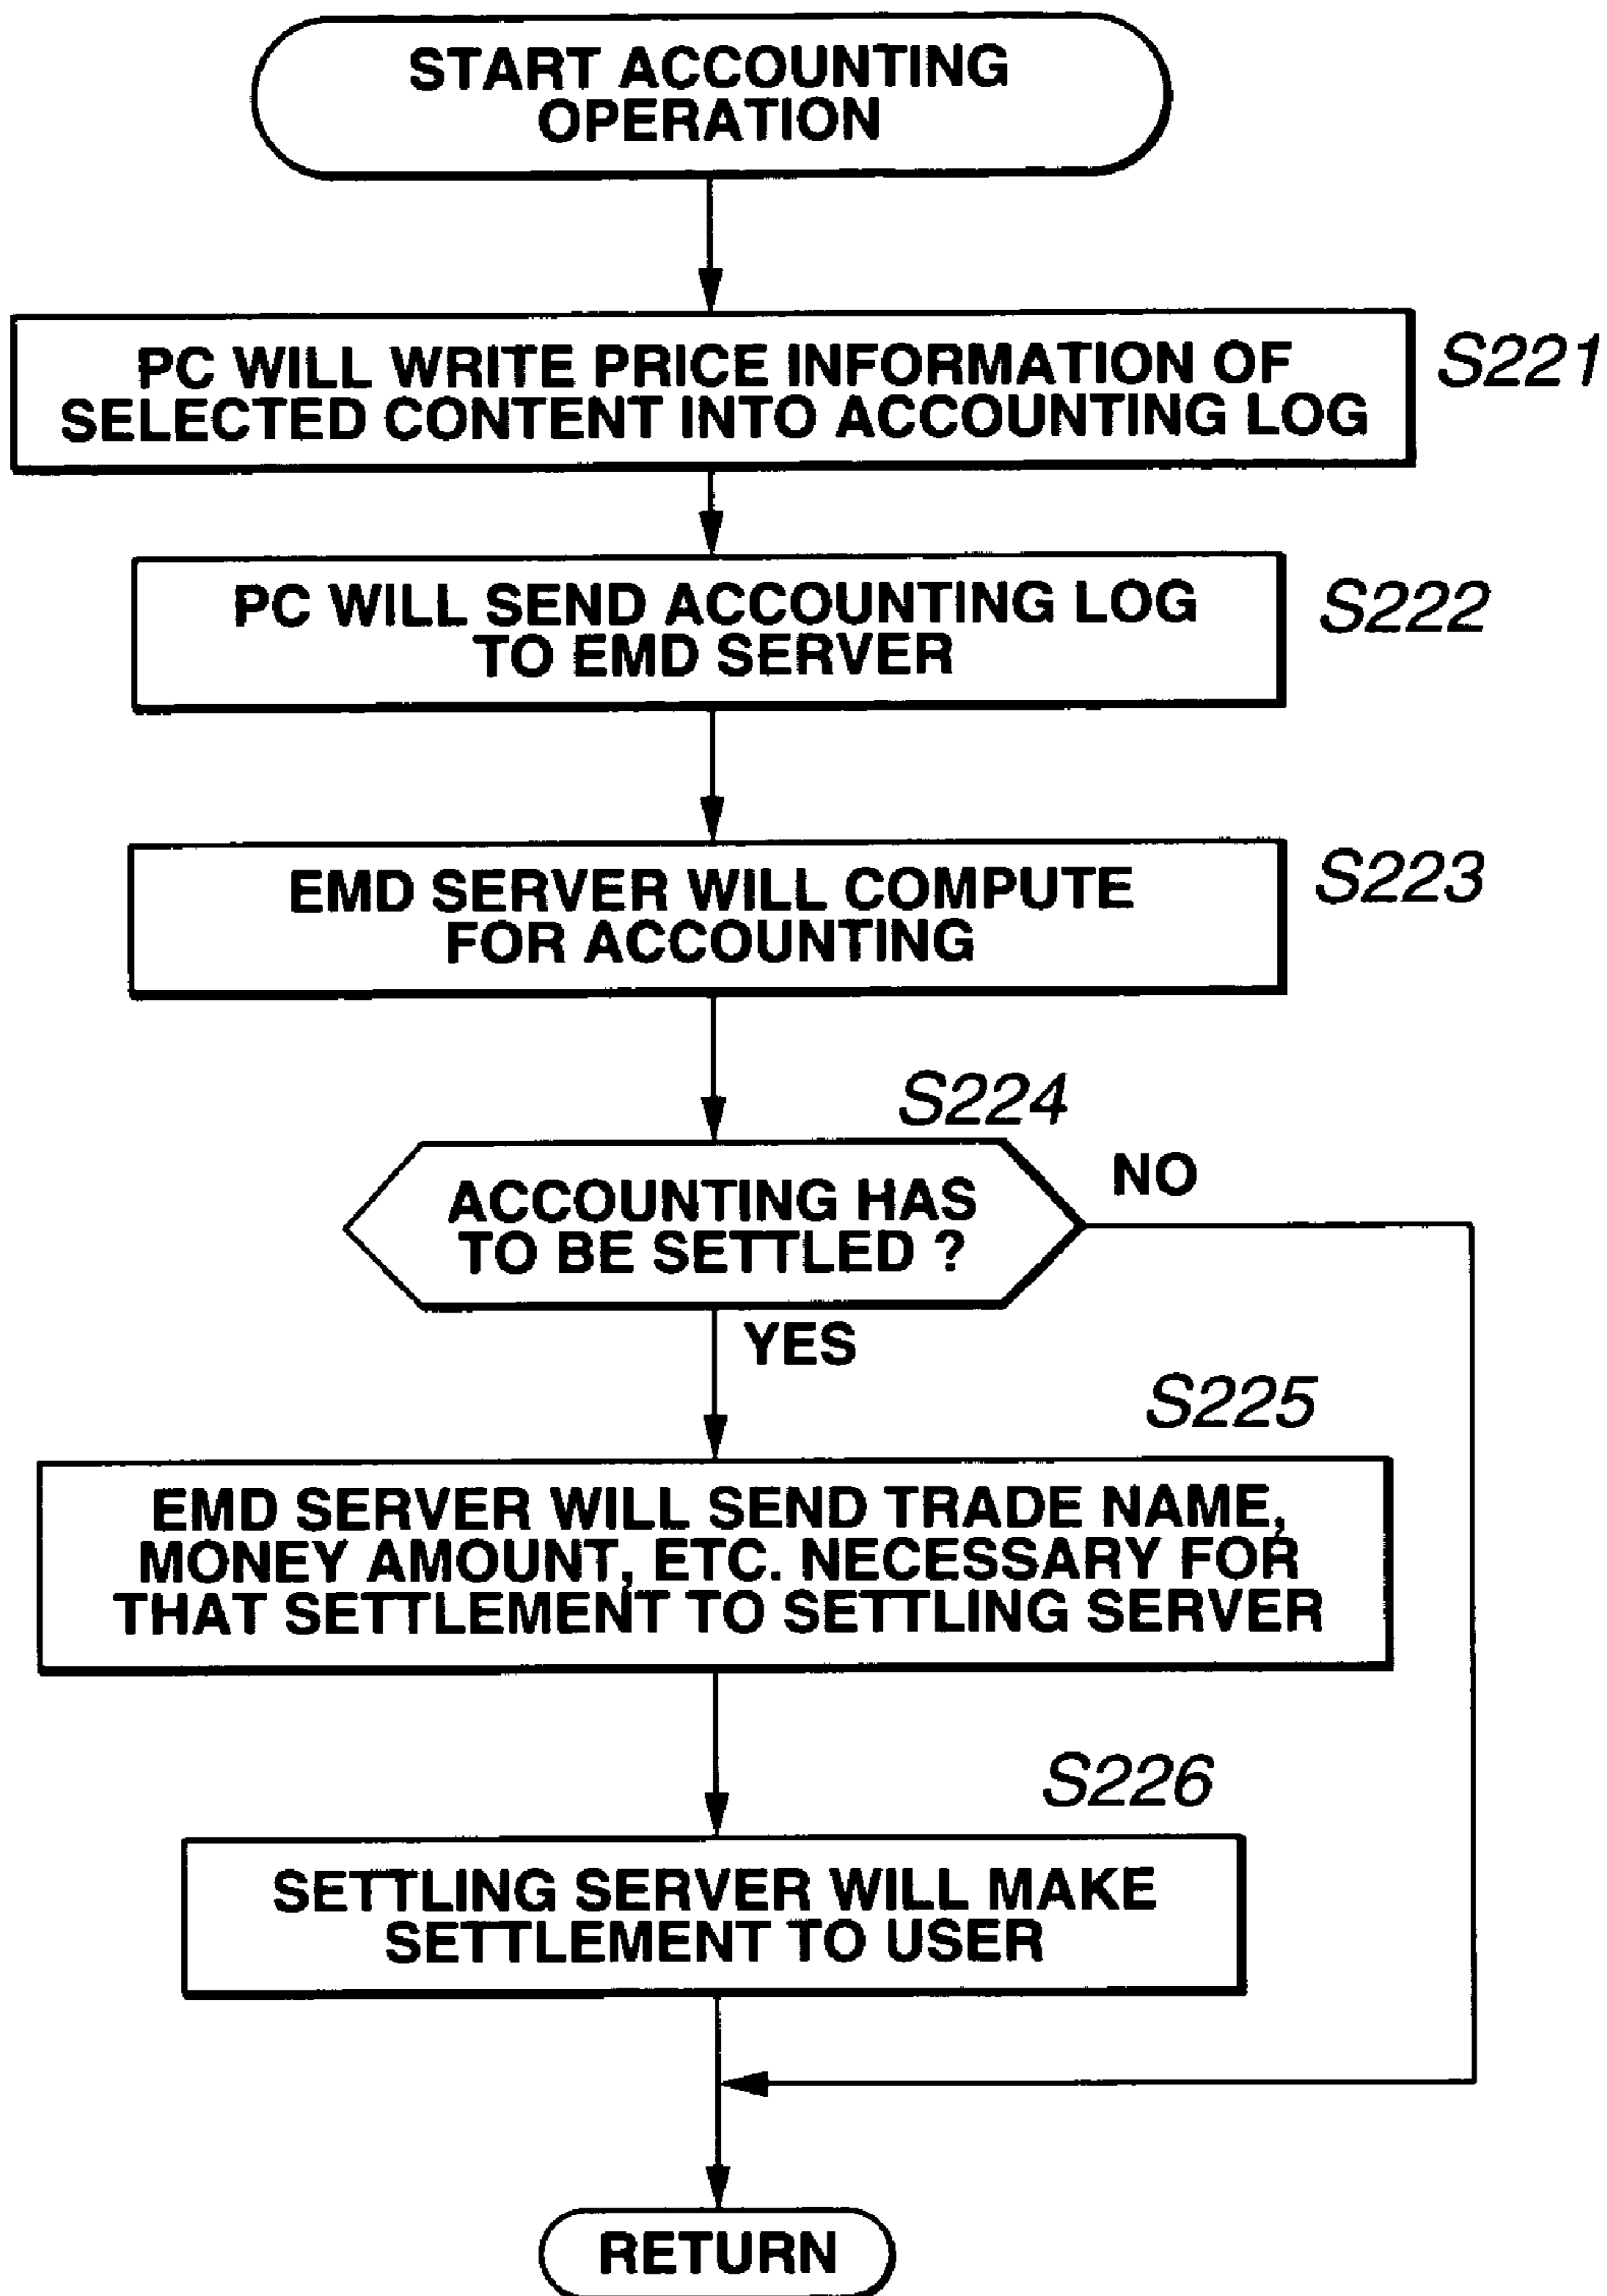 START ACCOUNTING
OPERATION
PC WILL WRITE PRICE INFORMATION OF
SELECTED CONTENT INTO ACCOUNTING LOG
S221
PC WILL SEND ACCOUNTING LOG
TO EMD SERVER
S222
EMD SERVER WILL COMPUTE
FOR ACCOUNTING
S223
S224
ACCOUNTING HAS
TO BE SETTLED ?
NO
YES
S225
EMD SERVER WILL SEND TRADE NAME,
MONEY AMOUNT, ETC. NECESSARY FOR
THAT SETTLEMENT TO SETTLING SERVER
S226
SETTLING SERVER WILL MAKE
SETTLEMENT TO USER
RETURN